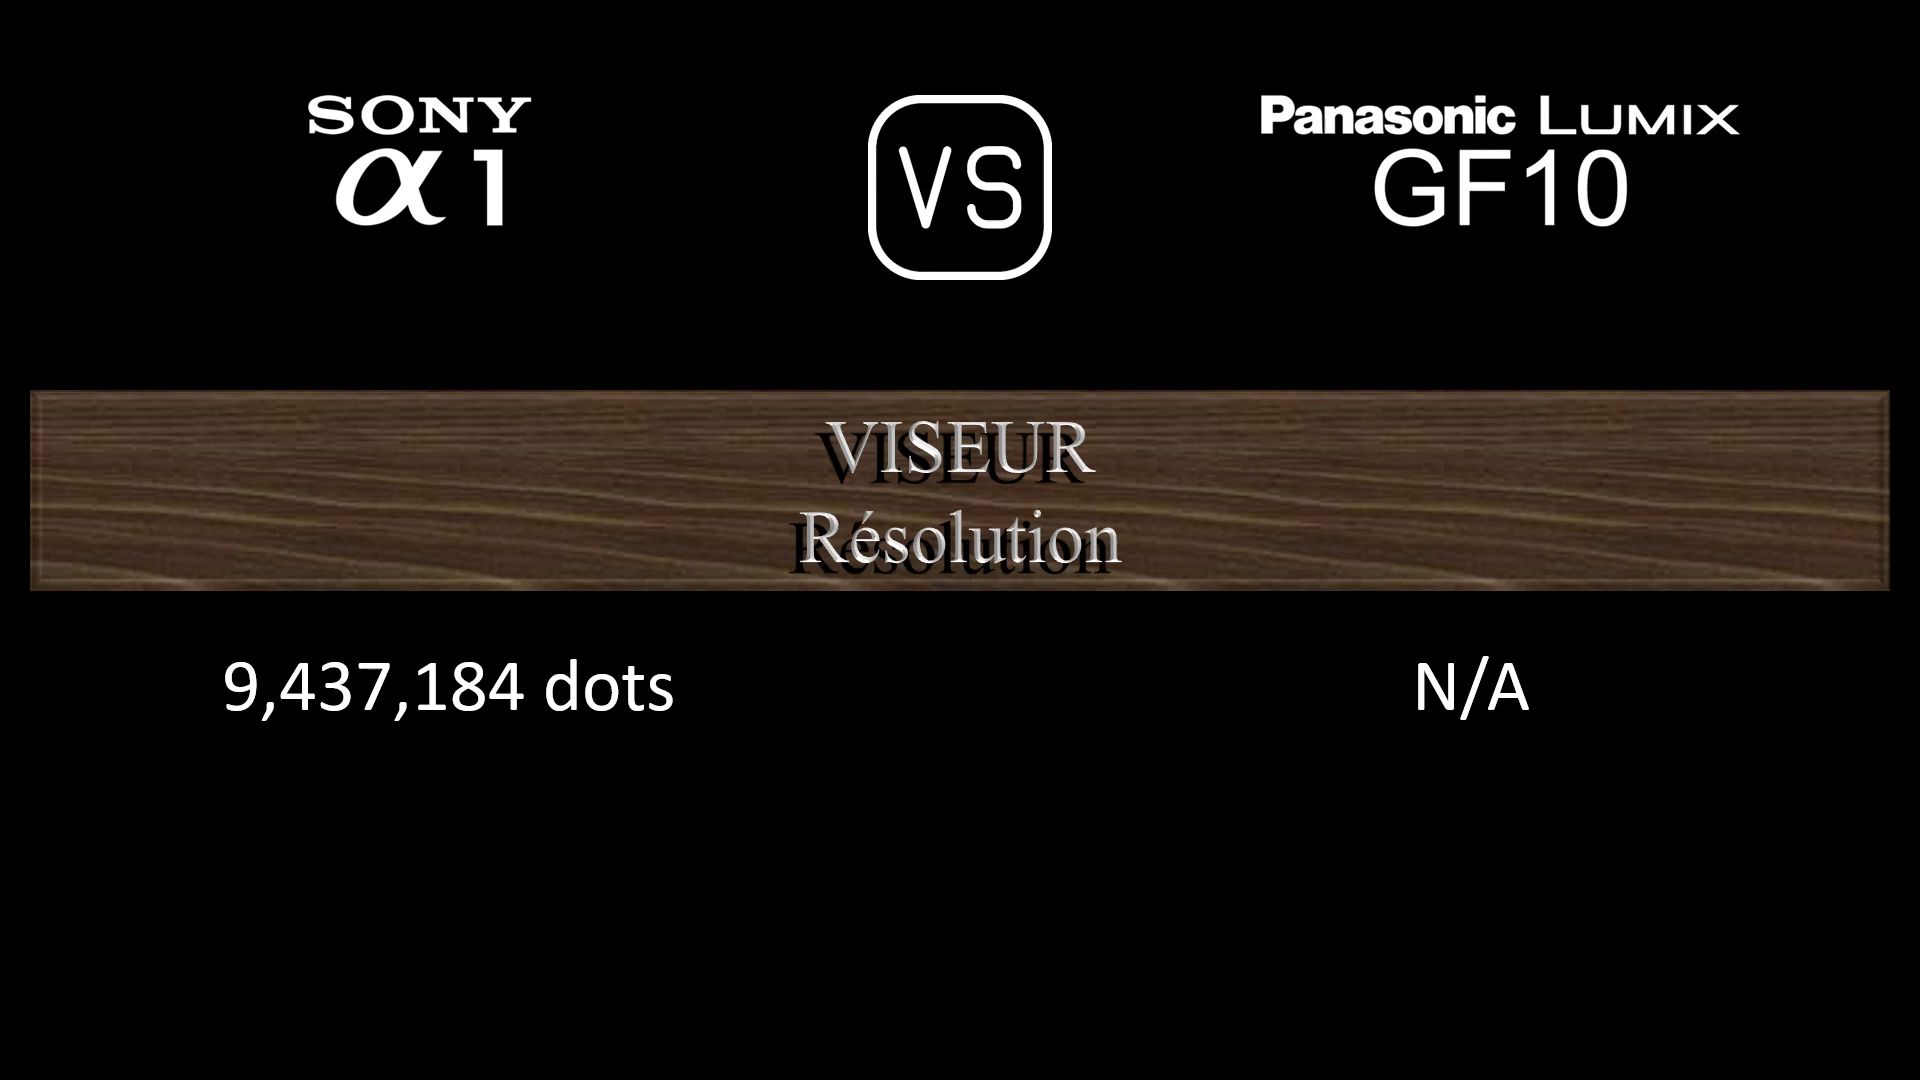 SONY
α1
VS
Panasonic LUMIX
GF10
VISEUR
Résolution
9,437,184 dots
N/A